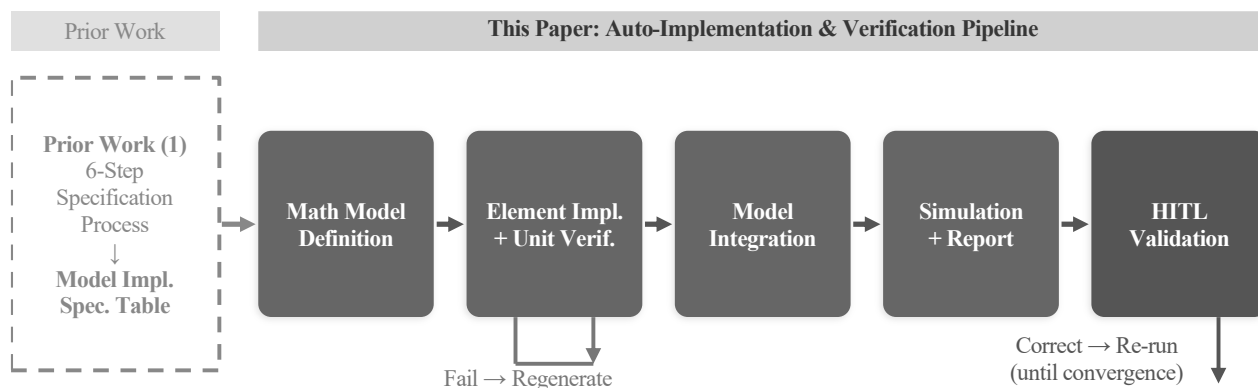 Prior Work
This Paper: Auto-Implementation & Verification Pipeline
Prior Work (1)
6-Step
Specification
Process
↓
Model Impl.
Spec. Table
Math Model
Definition
Element Impl.
+ Unit Verif.
Model
Integration
Simulation
+ Report
HITL
Validation
Fail → Regenerate
Correct → Re-run
(until convergence)